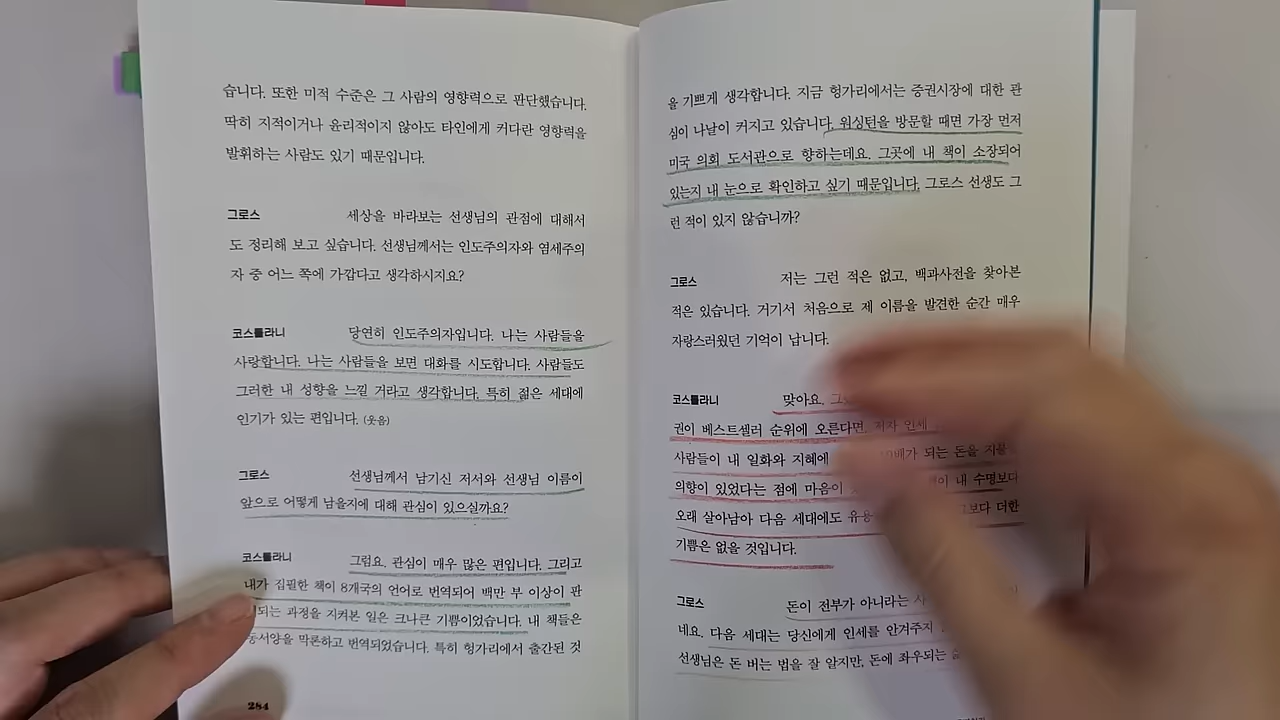 습니다. 또한 미적 수준은 그 사람의 영향력으로 판단했습니다.
딱히 지적이거나 윤리적이지 않아도 타인에게 커다란 영향력을
발휘하는 사람도 있기 때문입니다.
그로스 세상을 바라보는 선생님의 관점에 대해서
도 정리해 보고 싶습니다. 선생님께서는 인도주의자와 염세주의
자 중 어느 쪽에 가깝다고 생각하시지요?
코스톨라니 당연히 인도주의자입니다. 나는 사람들을
사랑합니다. 나는 사람들을 보면 대화를 시도합니다. 사람들도
그러한 내 성향을 느낄 거라고 생각합니다. 특히 젊은 세대에
인기가 있는 편입니다. (웃음)
그로스 선생님께서 남기신 저서와 선생님 이름이
앞으로 어떻게 남을지에 대해 관심이 있으실까요?
코스톨라니 그럼요. 관심이 매우 많은 편입니다. 그리고
내가 집필한 책이 8개국의 언어로 번역되어 백만 부 이상이 판
되는 과정을 지켜본 일은 크나큰 기쁨이었습니다. 내 책들은
동서양을 막론하고 번역되었습니다. 특히 헝가리에서 출간된 것
284
을 기쁘게 생각합니다. 지금 헝가리에서는 증권시장에 대한 관
심이 나날이 커지고 있습니다. 워싱턴을 방문할 때면 가장 먼저
미국 의회 도서관으로 향하는데요. 그곳에 내 책이 소장되어
있는지 내 눈으로 확인하고 싶기 때문입니다. 그로스 선생도 그
런 적이 있지 않습니까?
그로스 저는 그런 적은 없고, 백과사전을 찾아본
적은 있습니다. 거기서 처음으로 제 이름을 발견한 순간 매우
자랑스러웠던 기억이 납니다.
코스톨라니 맞아요.
권이 베스트셀러 순위에 오른다면, 저자 인세
사람들이 내 일화와 지혜에 되는 돈을
의향이 있었다는 점에 마음이 내 수명보다
오래 살아남아 다음 세대에도 더한
기쁨은 없을 것입니다.
그로스 돈이 전부가 아니라는
네요. 다음 세대는 당신에게 인세를 안겨주지
선생님은 돈 버는 법을 잘 알지만, 돈에 좌우되는